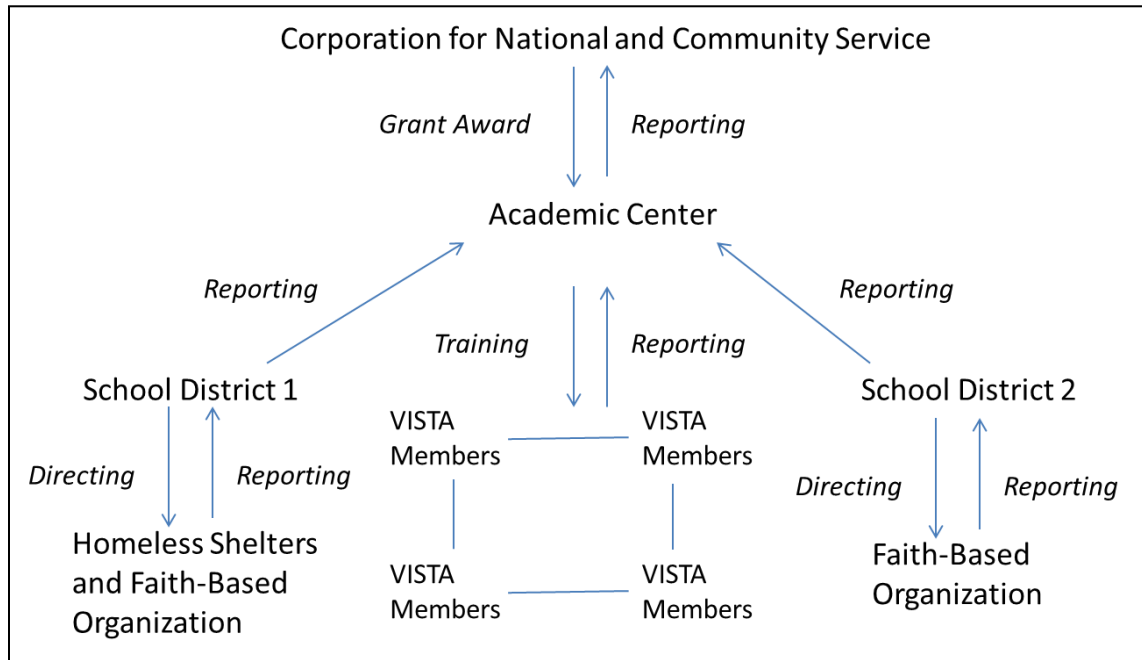 Corporation for National and Community Service
Grant Award
Reporting
Academic Center
Reporting
Reporting
Training
Reporting
School District 1
School District 2
VISTA
Members
VISTA
Members
Directing
Reporting
Directing
Reporting
Homeless Shelters
and Faith-Based
Organization
VISTA
Members
VISTA
Members
Faith-Based
Organization